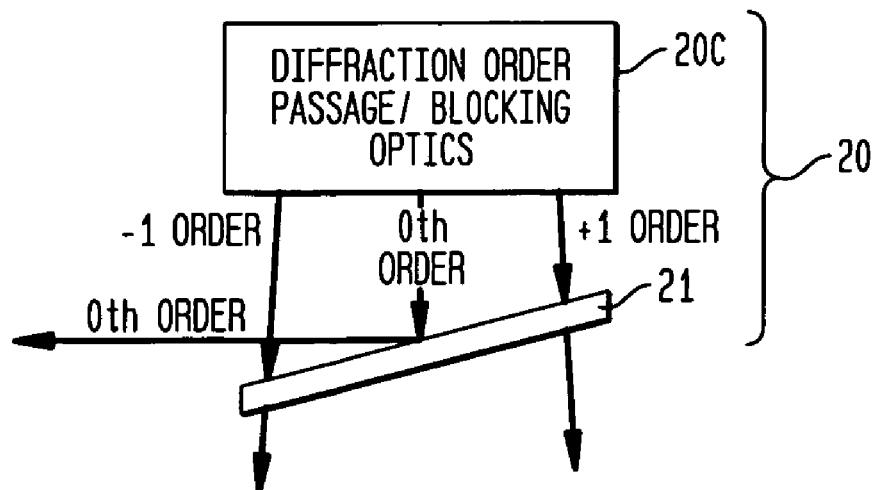 DIFFRACTION ORDER
PASSAGE/ BLOCKING
OPTICS
20C
20
-1 ORDER
0th
ORDER
+1 ORDER
21
0th ORDER